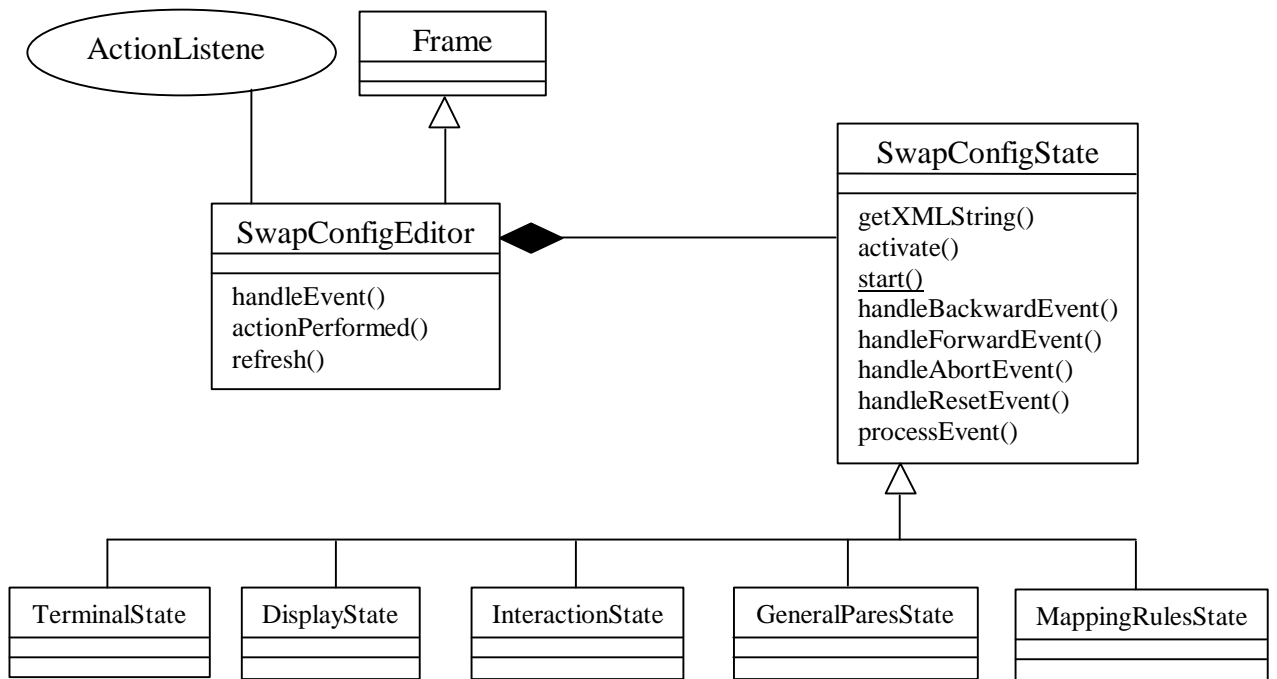 ActionListene
Frame
SwapConfigState
getXMLString()
activate()
start()
handleBackwardEvent()
handleForwardEvent()
handleAbortEvent()
handleResetEvent()
processEvent()
SwapConfigEditor
handleEvent()
actionPerformed()
refresh()
TerminalState
DisplayState
InteractionState
GeneralParesState
MappingRulesState